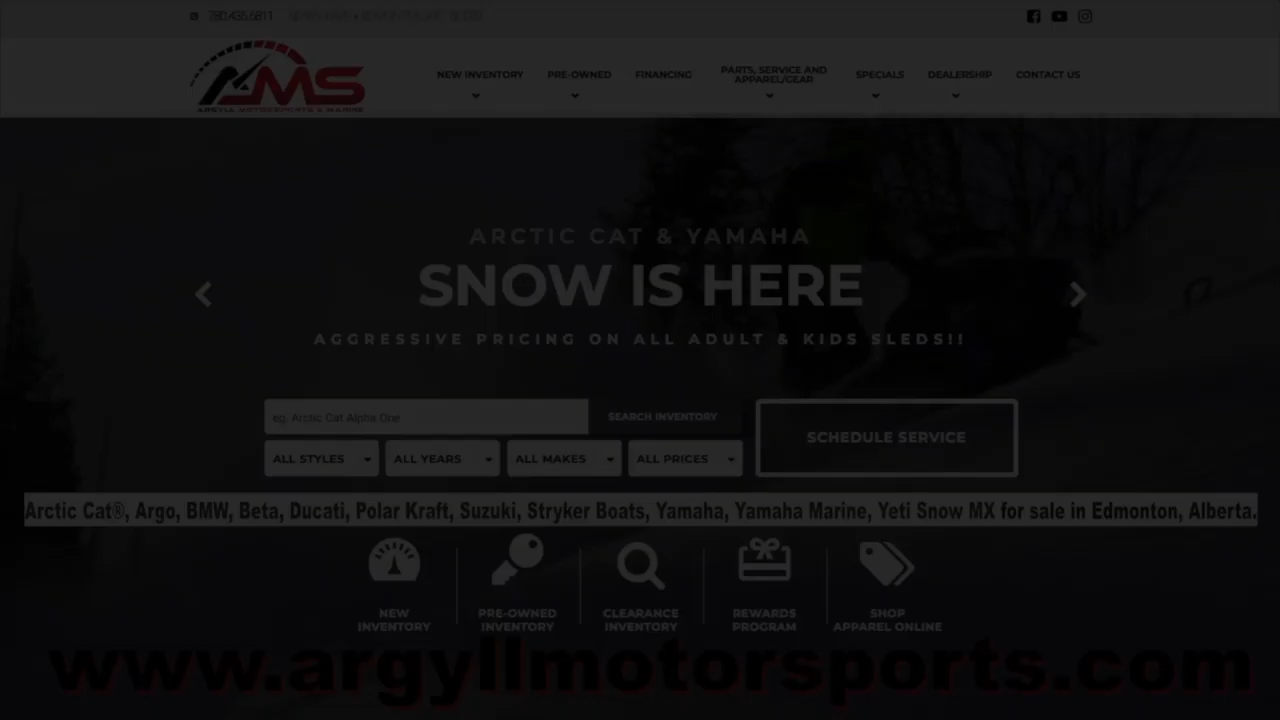 780.435.6811
AMS
ARGYLL MOTORSPORTS & MARINE
NEW INVENTORY
PRE-OWNED
FINANCING
PARTS, SERVICE AND
APPAREL/GEAR
SPECIALS
DEALERSHIP
CONTACT US
ARCTIC CAT & YAMAHA
SNOW IS HERE
AGGRESSIVE PRICING ON ALL ADULT & KIDS SLEDS!!
eg: Arctic Cat Alpha One
SEARCH INVENTORY
SCHEDULE SERVICE
ALL STYLES
ALL YEARS
ALL MAKES
ALL PRICES
Arctic Cat®, Argo, BMW, Beta, Ducati, Polar Kraft, Suzuki, Stryker Boats, Yamaha, Yamaha Marine, Yeti Snow MX for sale in Edmonton, Alberta.
NEW
INVENTORY
PRE-OWNED
INVENTORY
CLEARANCE
INVENTORY
REWARDS
PROGRAM
SHOP
APPAREL ONLINE
www.argyllmotorsports.com